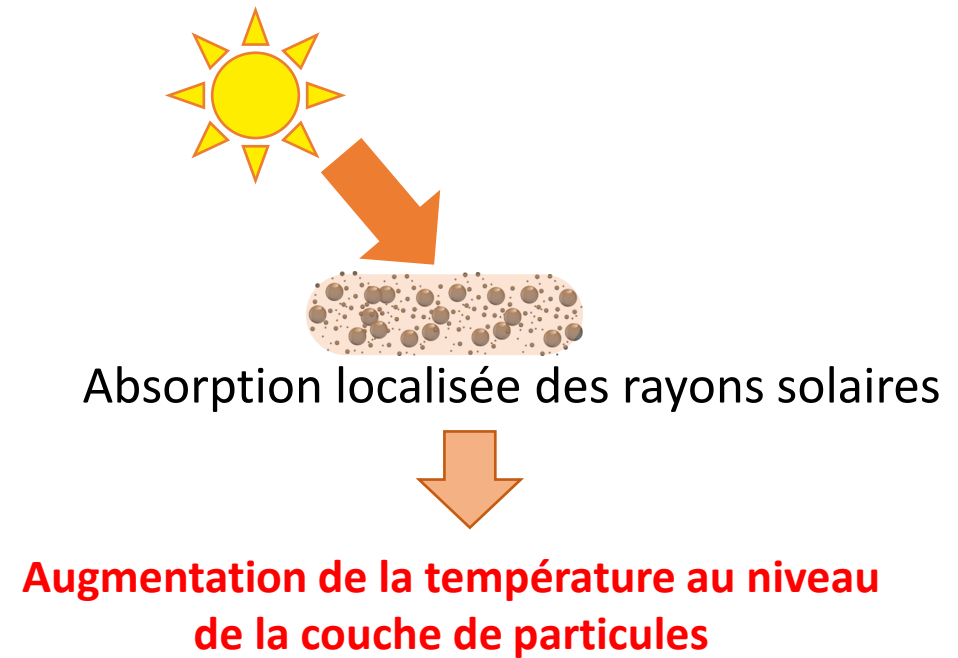 Absorption localisée des rayons solaires
Augmentation de la température au niveau
de la couche de particules